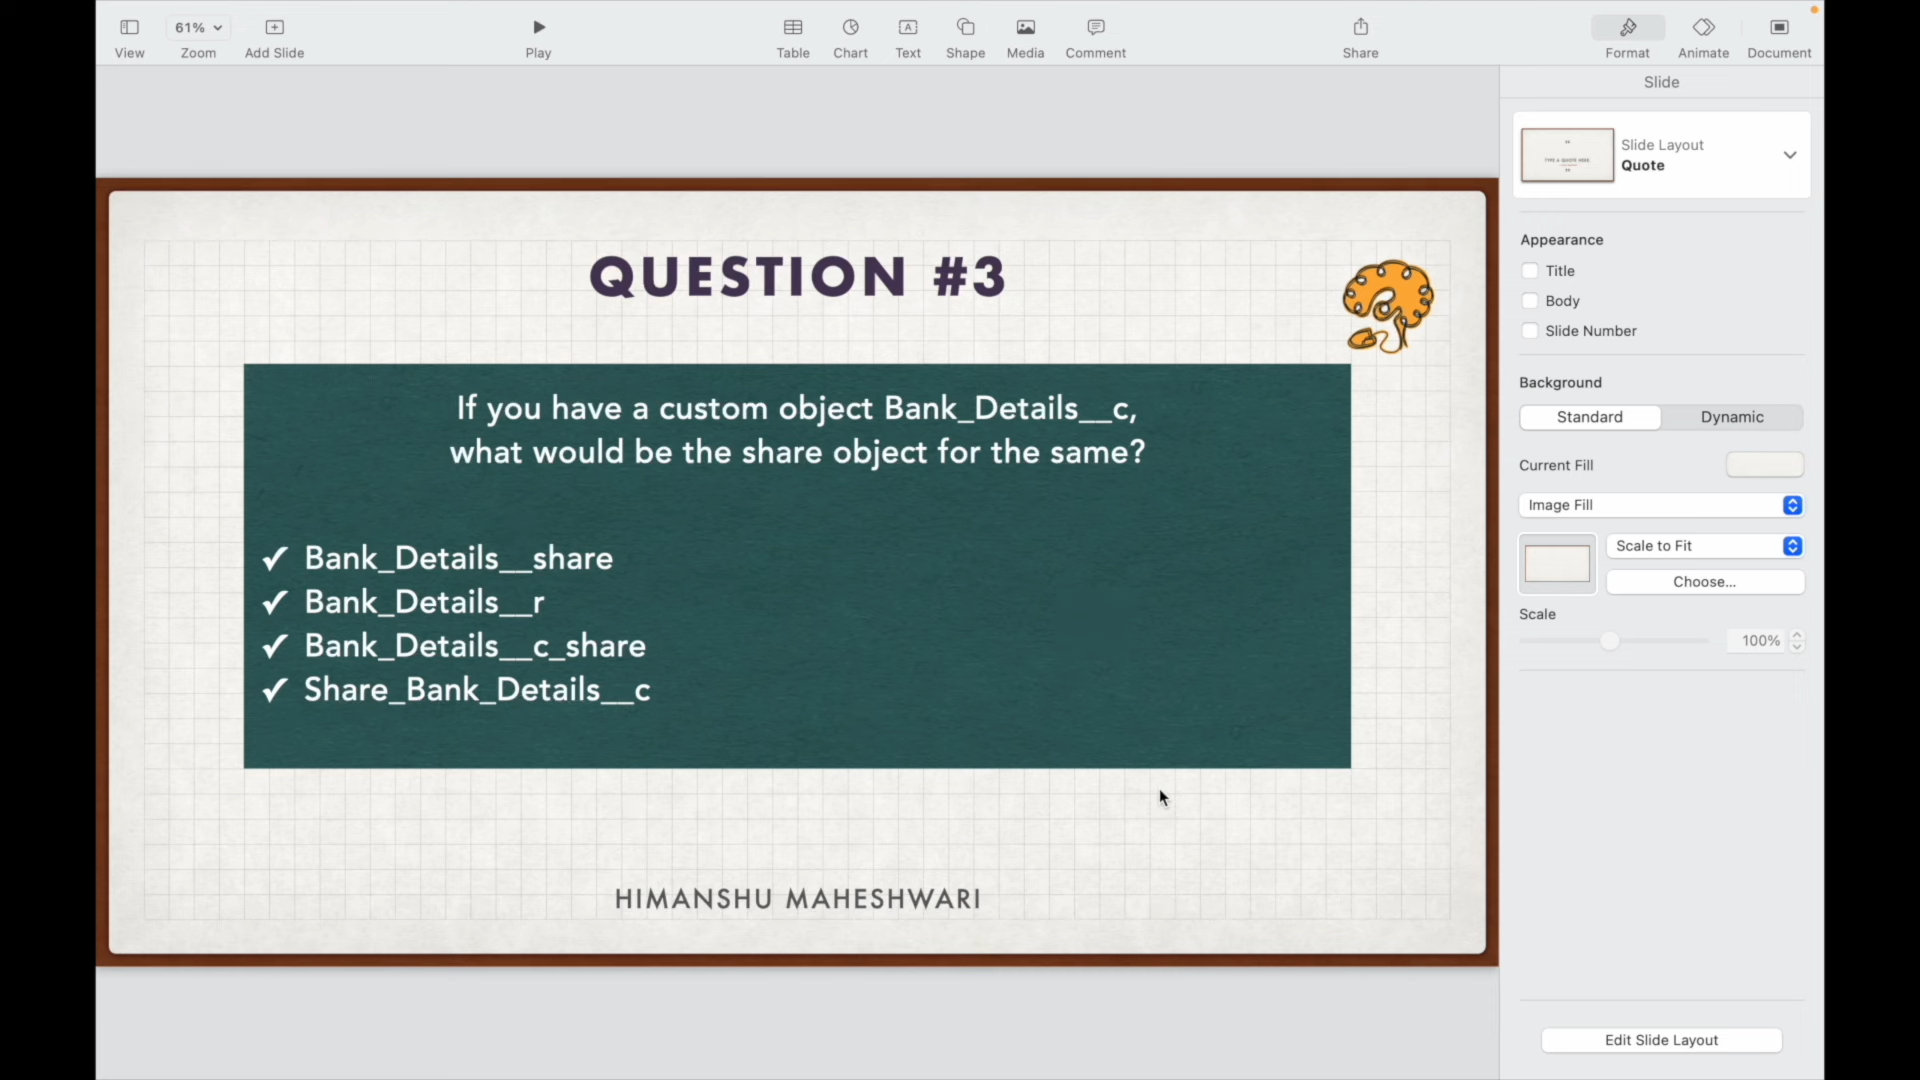 61%
View
Zoom
Add Slide
Play
Table
Chart
Text
Shape
Media
Comment
Share
Format
Animate
Document
Slide
Slide Layout
Quote
Appearance
Title
Body
Slide Number
Background
Standard
Dynamic
Current Fill
Image Fill
Scale to Fit
Choose...
Scale
100%
Edit Slide Layout
QUESTION #3
If you have a custom object Bank_Details__c,
what would be the share object for the same?
✓ Bank_Details__share
✓ Bank_Details__r
✓ Bank_Details__c_share
✓ Share_Bank_Details__c
HIMANSHU MAHESHWARI